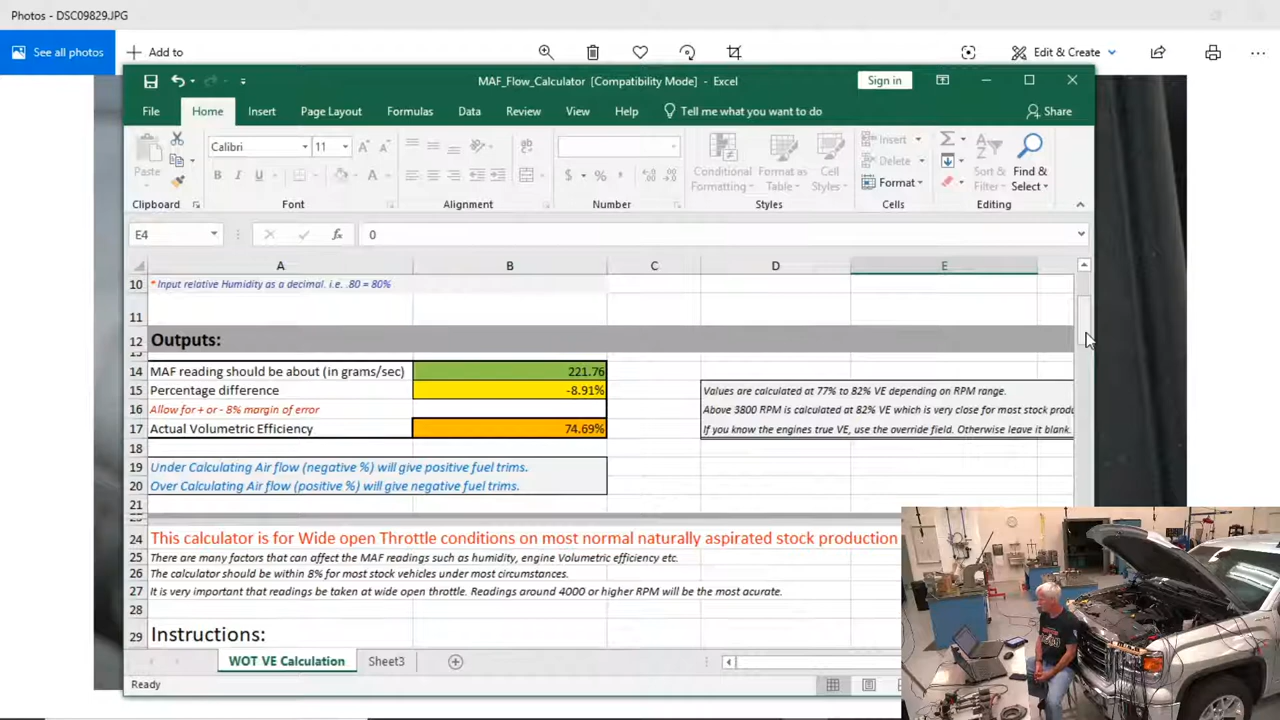 Photos - DSC09829.JPG
See all photos
Add to
Edit & Create
MAF_Flow_Calculator [Compatibility Mode] - Excel
Sign in
File Home Insert Page Layout Formulas Data Review View Help Tell me what you want to do Share
Paste
Calibri 11
B I U A
$ %
Conditional Formatting
Format as Table
Cell Styles
Insert
Delete
Format
Sort & Filter
Find & Select
Clipboard Font Alignment Number Styles Cells Editing
E4 fx 0
A B C D E
10 * Input relative Humidity as a decimal. i.e. .80 = 80%
11
12 Outputs:
14 MAF reading should be about (in grams/sec) 221.76
15 Percentage difference -8.91% Values are calculated at 77% to 82% VE depending on RPM range.
16 Allow for + or - 8% margin of error Above 3800 RPM is calculated at 82% VE which is very close for most stock produ
17 Actual Volumetric Efficiency 74.69% If you know the engines true VE, use the override field. Otherwise leave it blank.
18
19 Under Calculating Air flow (negative %) will give positive fuel trims.
20 Over Calculating Air flow (positive %) will give negative fuel trims.
21
24 This calculator is for Wide open Throttle conditions on most normal naturally aspirated stock production
25 There are many factors that can affect the MAF readings such as humidity, engine Volumetric efficiency etc.
26 The calculator should be within 8% for most stock vehicles under most circumstances.
27 It is very important that readings be taken at wide open throttle. Readings around 4000 or higher RPM will be the most acurate.
28
29 Instructions:
WOT VE Calculation Sheet3
Ready